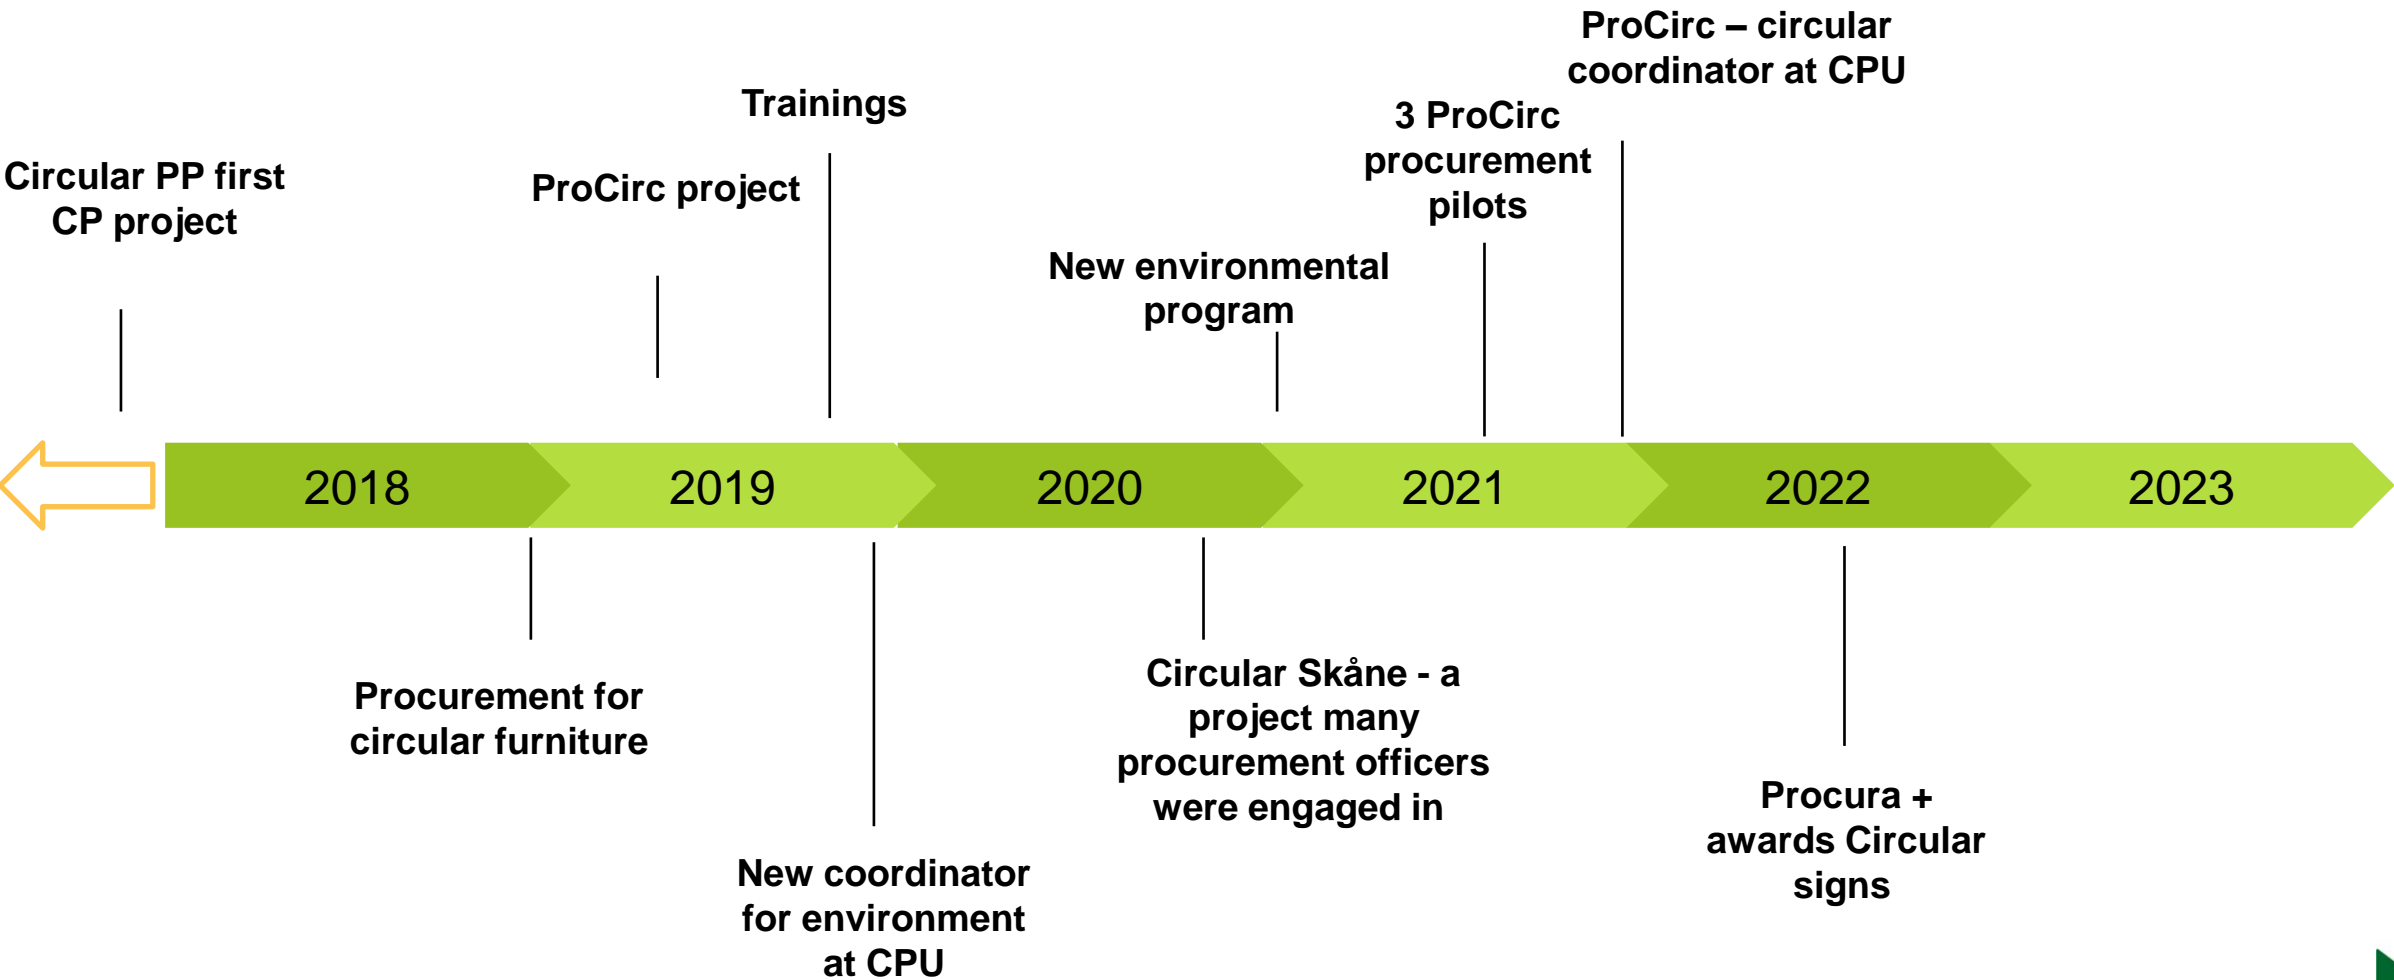 ProCirc – circular
coordinator at CPU
Trainings
3 ProCirc
procurement
pilots
Circular PP first
CP project
ProCirc project
New environmental
program
2018
2019
2020
2021
2022
2023
Procurement for
circular furniture
Circular Skåne - a
project many
procurement officers
were engaged in
Procura +
awards Circular
signs
New coordinator
for environment
at CPU